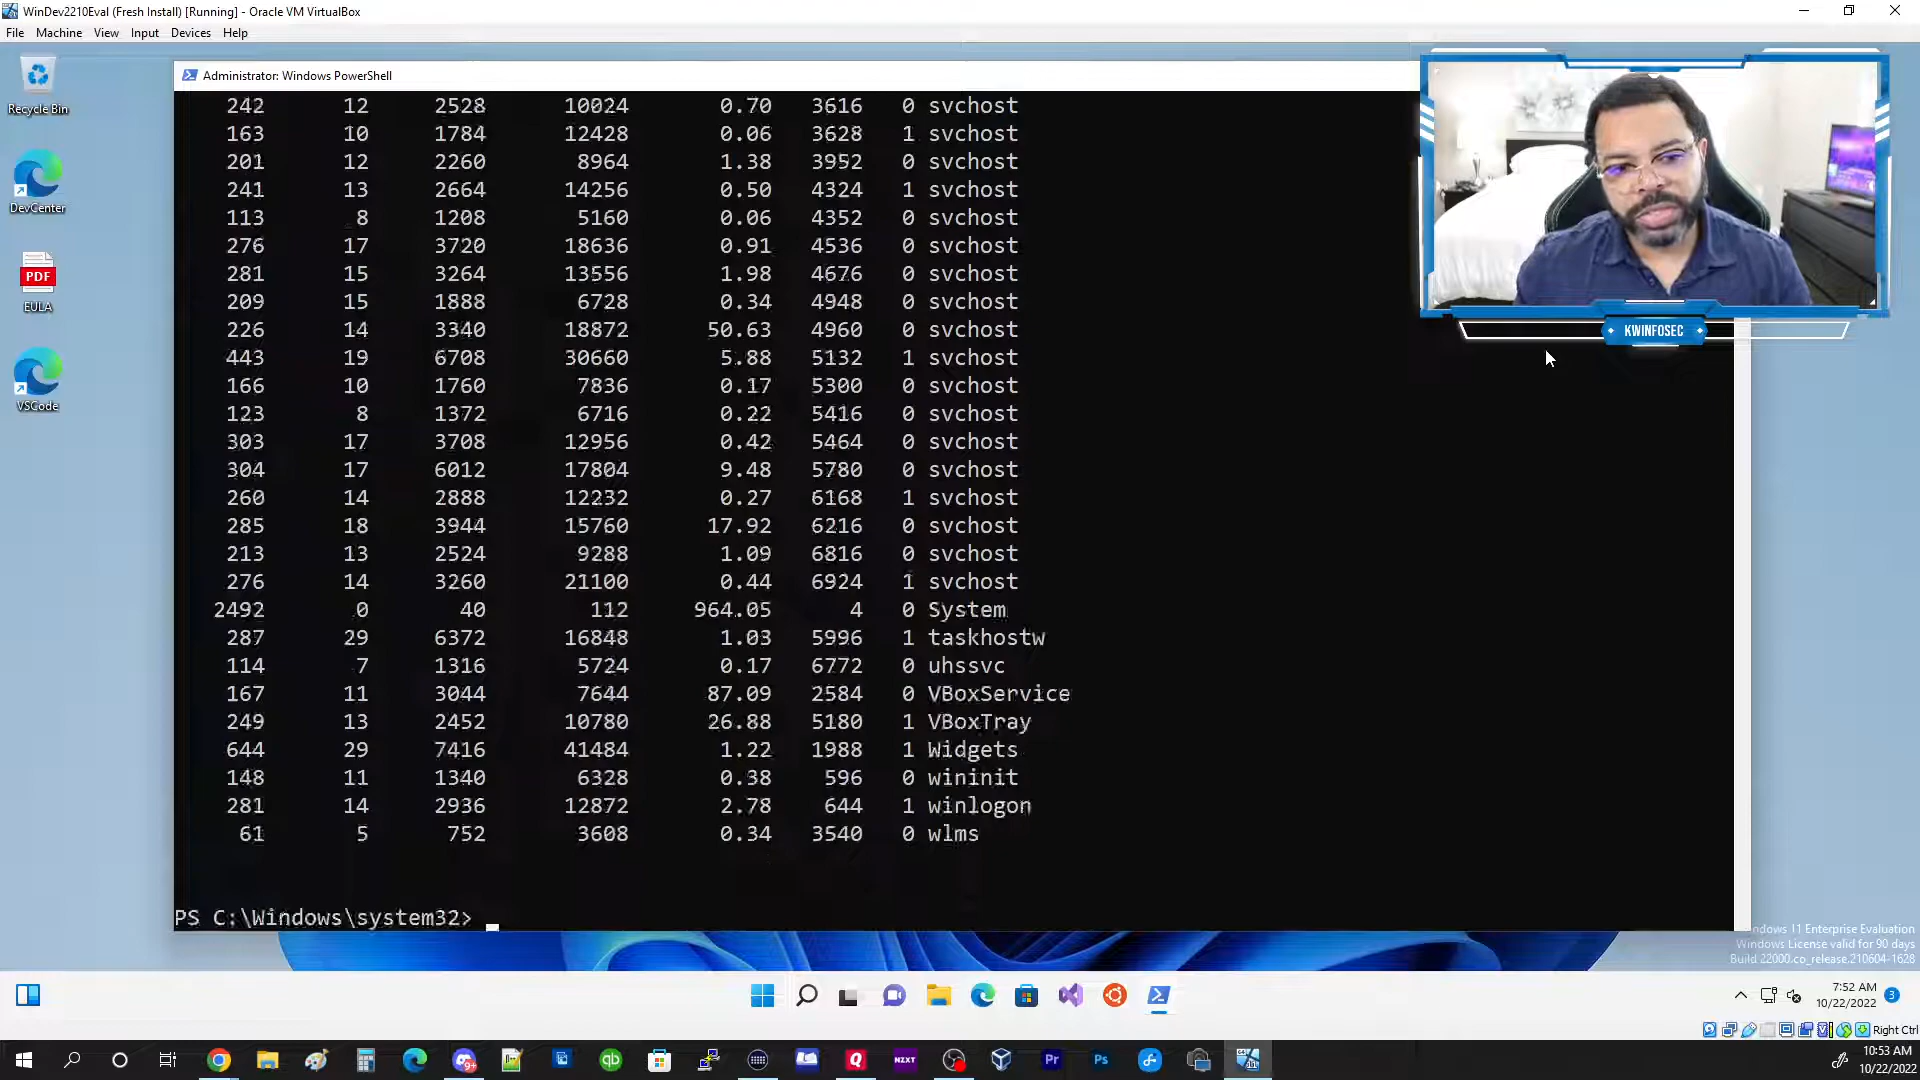 WinDev2210Eval (Fresh Install) [Running] - Oracle VM VirtualBox
File Machine View Input Devices Help
Recycle Bin
DevCenter
PDF
EULA
VSCode
Administrator: Windows PowerShell
242 12 2528 10024 0.70 3616 0 svchost
163 10 1784 12428 0.06 3628 1 svchost
201 12 2260 8964 1.38 3952 0 svchost
241 13 2664 14256 0.50 4324 1 svchost
113 8 1208 5160 0.06 4352 0 svchost
276 17 3720 18636 0.91 4536 0 svchost
281 15 3264 13556 1.98 4676 0 svchost
209 15 1888 6728 0.34 4948 0 svchost
226 14 3340 18872 50.63 4960 0 svchost
443 19 6708 30660 5.88 5132 1 svchost
166 10 1760 7836 0.17 5300 0 svchost
123 8 1372 6716 0.22 5416 0 svchost
303 17 3708 12956 0.42 5464 0 svchost
304 17 6012 17804 9.48 5780 0 svchost
260 14 2888 12232 0.27 6168 1 svchost
285 18 3944 15760 17.92 6216 0 svchost
213 13 2524 9288 1.09 6816 0 svchost
276 14 3260 21100 0.44 6924 1 svchost
2492 0 40 112 964.05 4 0 System
287 29 6372 16848 1.03 5996 1 taskhostw
114 7 1316 5724 0.17 6772 0 uhssvc
167 11 3044 7644 87.09 2584 0 VBoxService
249 13 2452 10780 26.88 5180 1 VBoxTray
644 29 7416 41484 1.22 1988 1 Widgets
148 11 1340 6328 0.38 596 0 wininit
281 14 2936 12872 2.78 644 1 winlogon
61 5 752 3608 0.34 3540 0 wlms
PS C:\Windows\system32>
KWINFOSEC
ndows 11 Enterprise Evaluation
Windows License valid for 90 days
Build 22000.co_release.210604-1628
7:52 AM
10/22/2022
3
Right Ctrl
9+
Q
NZXT
Pr
Ps
10:53 AM
10/22/2022